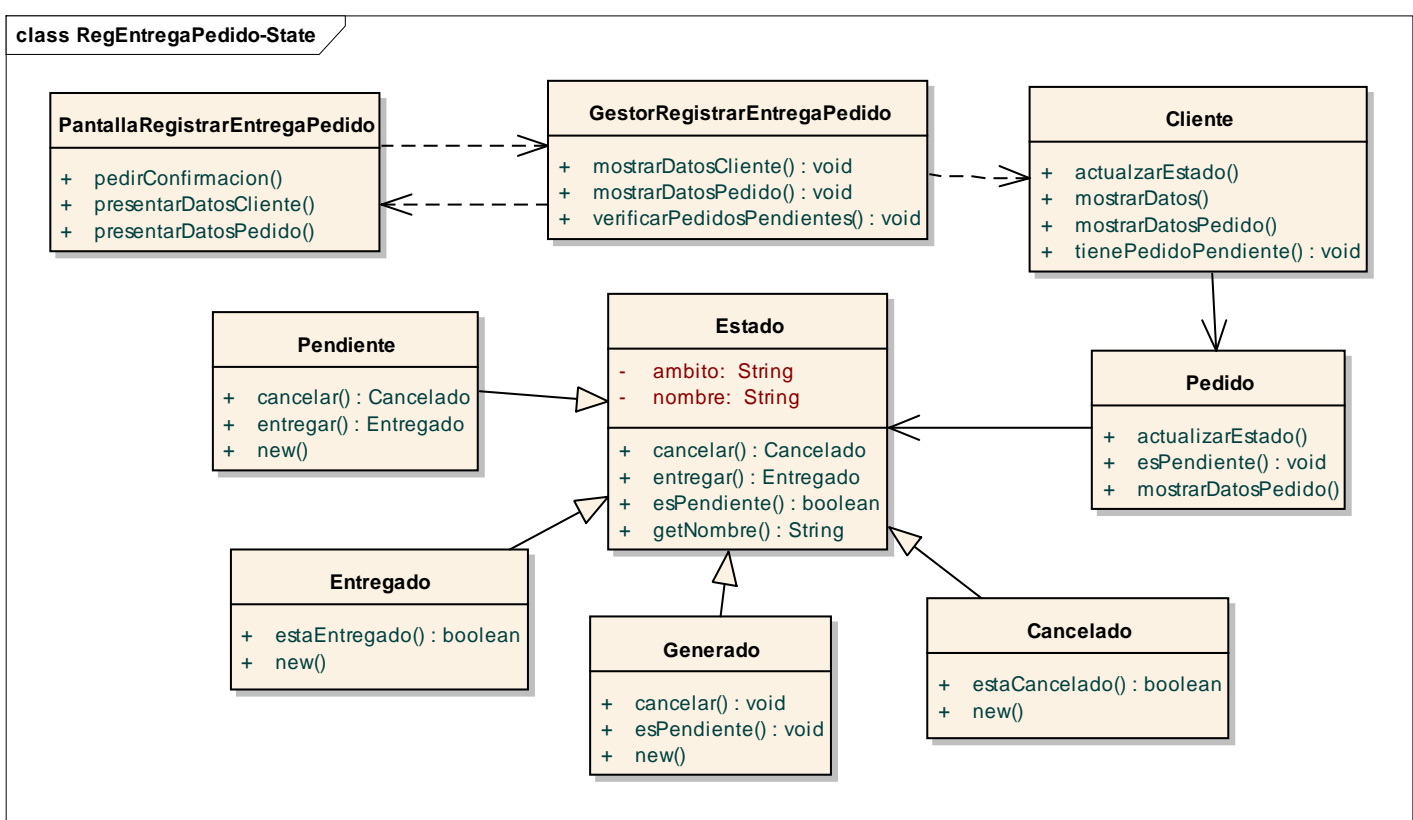 class RegEntregaPedido-State
PantallaRegistrarEntregaPedido
+ pedirConfirmacion()
+ presentarDatosCliente()
+ presentarDatosPedido()
GestorRegistrarEntregaPedido
+ mostrarDatosCliente() : void
+ mostrarDatosPedido() : void
+ verificarPedidosPendientes() : void
Cliente
+ actualzarEstado()
+ mostrarDatos()
+ mostrarDatosPedido()
+ tienePedidoPendiente() : void
Pendiente
+ cancelar() : Cancelado
+ entregar() : Entregado
+ new()
Estado
- ambito: String
- nombre: String
+ cancelar() : Cancelado
+ entregar() : Entregado
+ esPendiente() : boolean
+ getNombre() : String
Pedido
+ actualizarEstado()
+ esPendiente() : void
+ mostrarDatosPedido()
Entregado
+ estaEntregado() : boolean
+ new()
Generado
+ cancelar() : void
+ esPendiente() : void
+ new()
Cancelado
+ estaCancelado() : boolean
+ new()